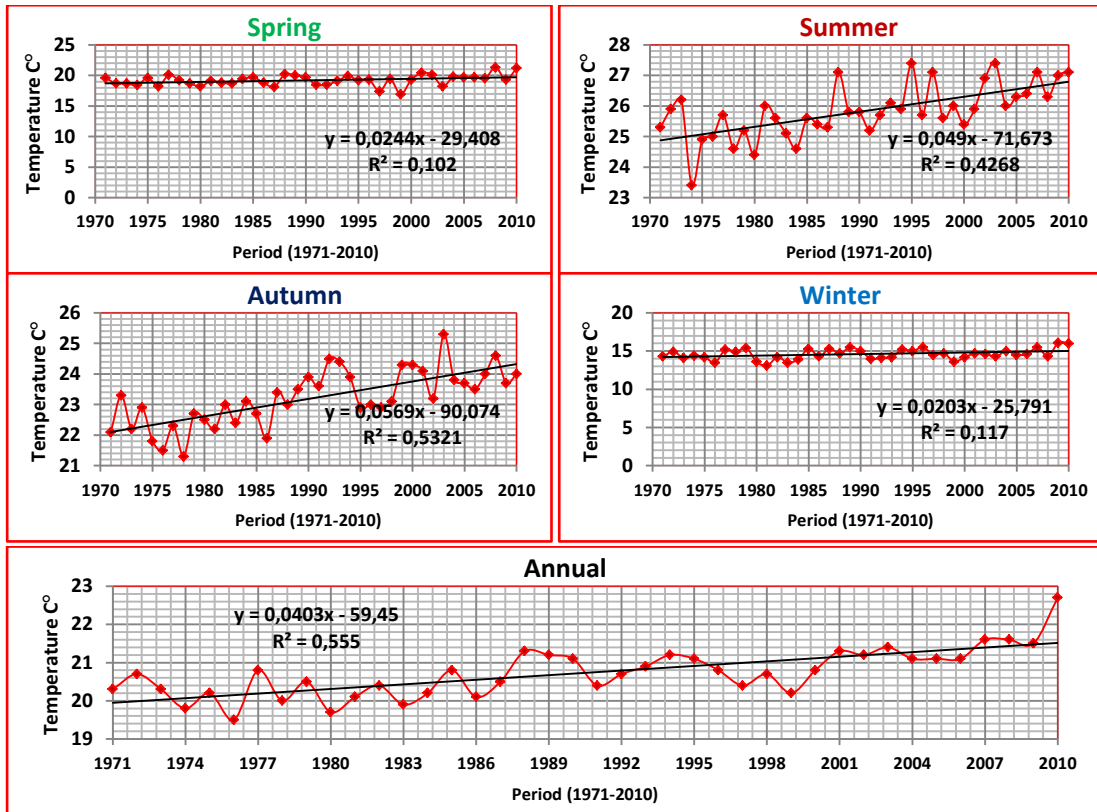 Spring
Temperature C°
25
20
15
10
5
0
y = 0,0244x - 29,408
R² = 0,102
1970 1975 1980 1985 1990 1995 2000 2005 2010
Period (1971-2010)
Summer
Temperature C°
28
27
26
25
24
23
y = 0,049x - 71,673
R² = 0,4268
1970 1975 1980 1985 1990 1995 2000 2005 2010
Period (1971-2010)
Autumn
Temperature C°
26
25
24
23
22
21
y = 0,0569x - 90,074
R² = 0,5321
1970 1975 1980 1985 1990 1995 2000 2005 2010
Period (1971-2010)
Winter
Temperature C°
20
15
10
5
0
y = 0,0203x - 25,791
R² = 0,117
1970 1975 1980 1985 1990 1995 2000 2005 2010
Period (1971-2010)
Annual
Temperature C°
23
22
21
20
19
y = 0,0403x - 59,45
R² = 0,555
1971 1974 1977 1980 1983 1986 1989 1992 1995 1998 2001 2004 2007 2010
Period (1971-2010)